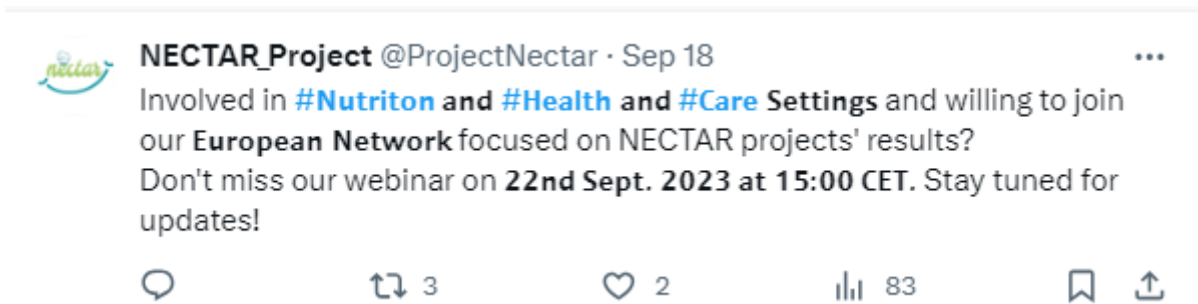 nectar
NECTAR_Project @ProjectNectar · Sep 18
Involved in #Nutriton and #Health and #Care Settings and willing to join
our European Network focused on NECTAR projects' results?
Don't miss our webinar on 22nd Sept. 2023 at 15:00 CET. Stay tuned for
updates!
3 2 83